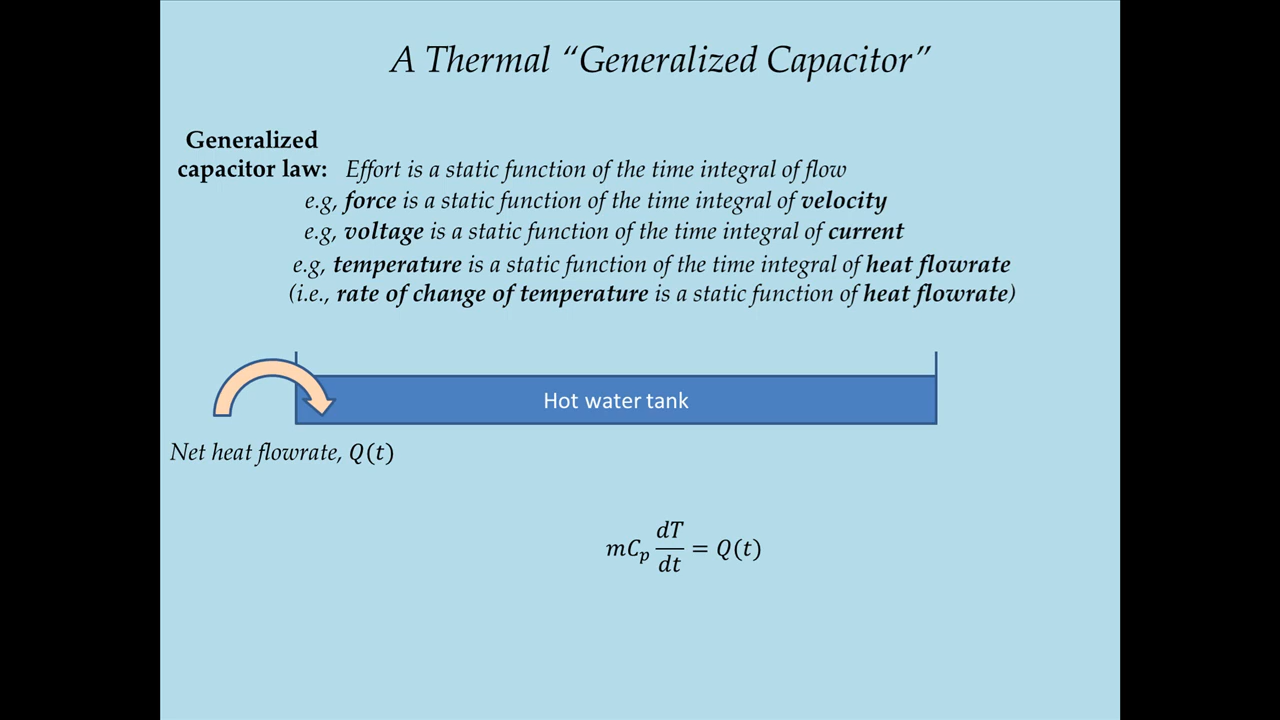 A Thermal “Generalized Capacitor”
Generalized
capacitor law: Effort is a static function of the time integral of flow
e.g, force is a static function of the time integral of velocity
e.g, voltage is a static function of the time integral of current
e.g, temperature is a static function of the time integral of heat flowrate
(i.e., rate of change of temperature is a static function of heat flowrate)
Hot water tank
Net heat flowrate, Q(t)
mC_p dT/dt = Q(t)